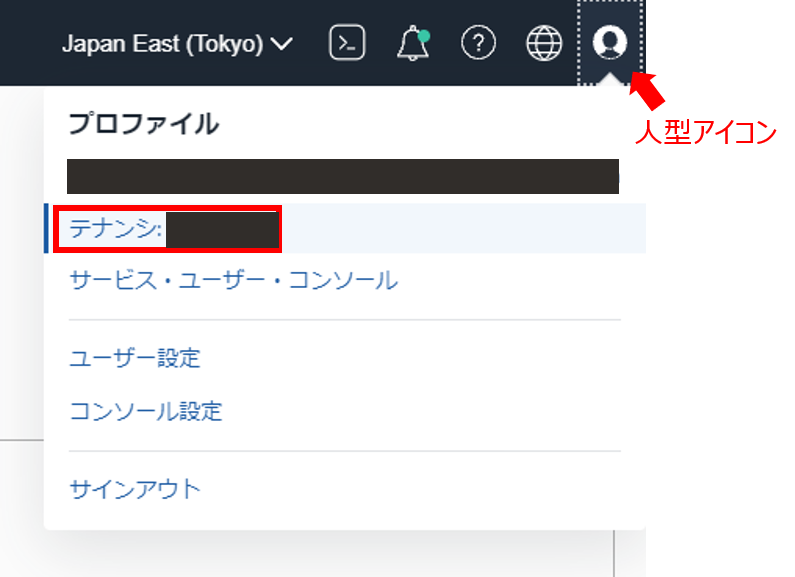 Japan East (Tokyo)
人型アイコン
プロファイル
テナンシ:
サービス・ユーザー・コンソール
ユーザー設定
コンソール設定
サインアウト